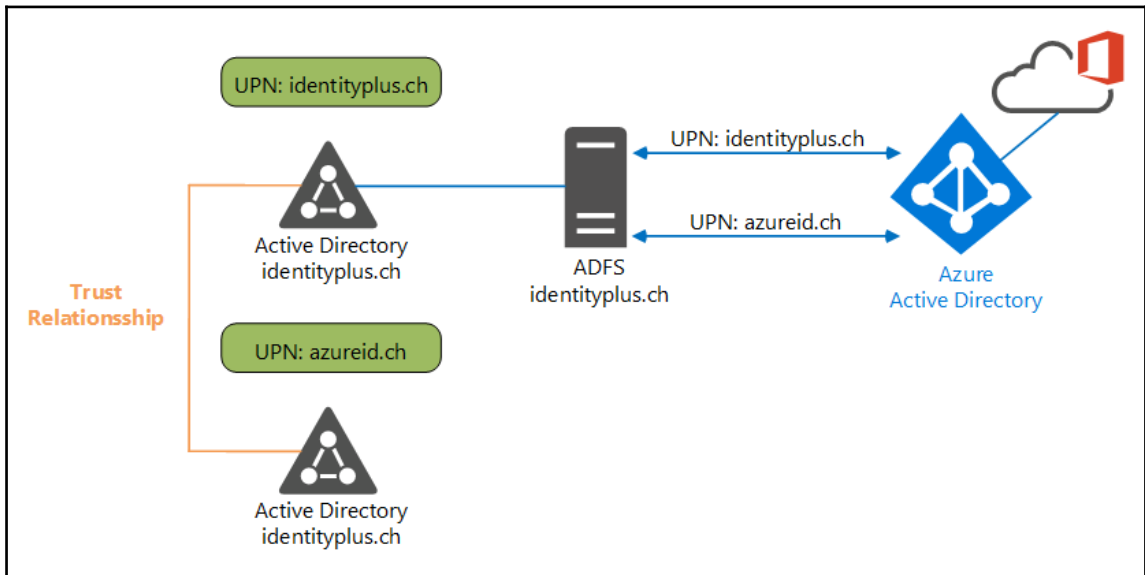 UPN: identityplus.ch
Active Directory
identityplus.ch
Trust
Relationsship
UPN: azureid.ch
Active Directory
identityplus.ch
ADFS
identityplus.ch
UPN: identityplus.ch
UPN: azureid.ch
Azure
Active Directory